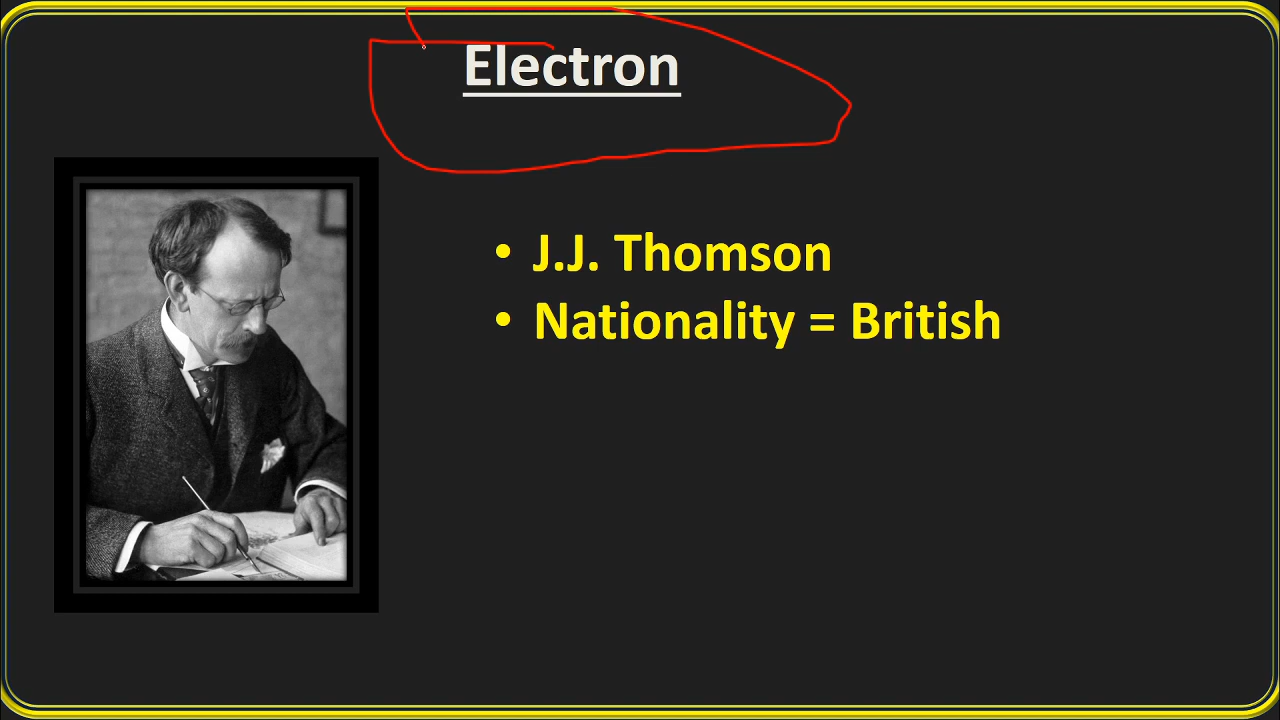 Electron
• J.J. Thomson
• Nationality = British